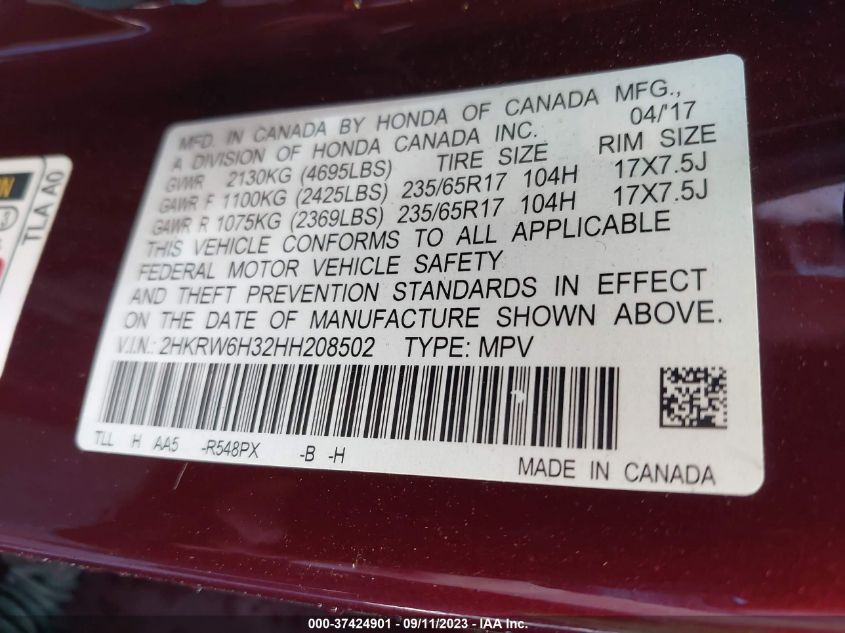 MFD. IN CANADA BY HONDA OF CANADA MFG.,
A DIVISION OF HONDA CANADA INC. 04/'17
GVWR 2130KG (4695LBS) TIRE SIZE RIM SIZE
GAWR F 1100KG (2425LBS) 235/65R17 104H 17X7.5J
GAWR R 1075KG (2369LBS) 235/65R17 104H 17X7.5J
THIS VEHICLE CONFORMS TO ALL APPLICABLE
FEDERAL MOTOR VEHICLE SAFETY
AND THEFT PREVENTION STANDARDS IN EFFECT
ON THE DATE OF MANUFACTURE SHOWN ABOVE.
V.I.N.: 2HKRW6H32HH208502 TYPE: MPV
TLL H AA5 -R548PX -B -H
MADE IN CANADA
TLA A0
000-37424901 - 09/11/2023 - IAAI Inc.